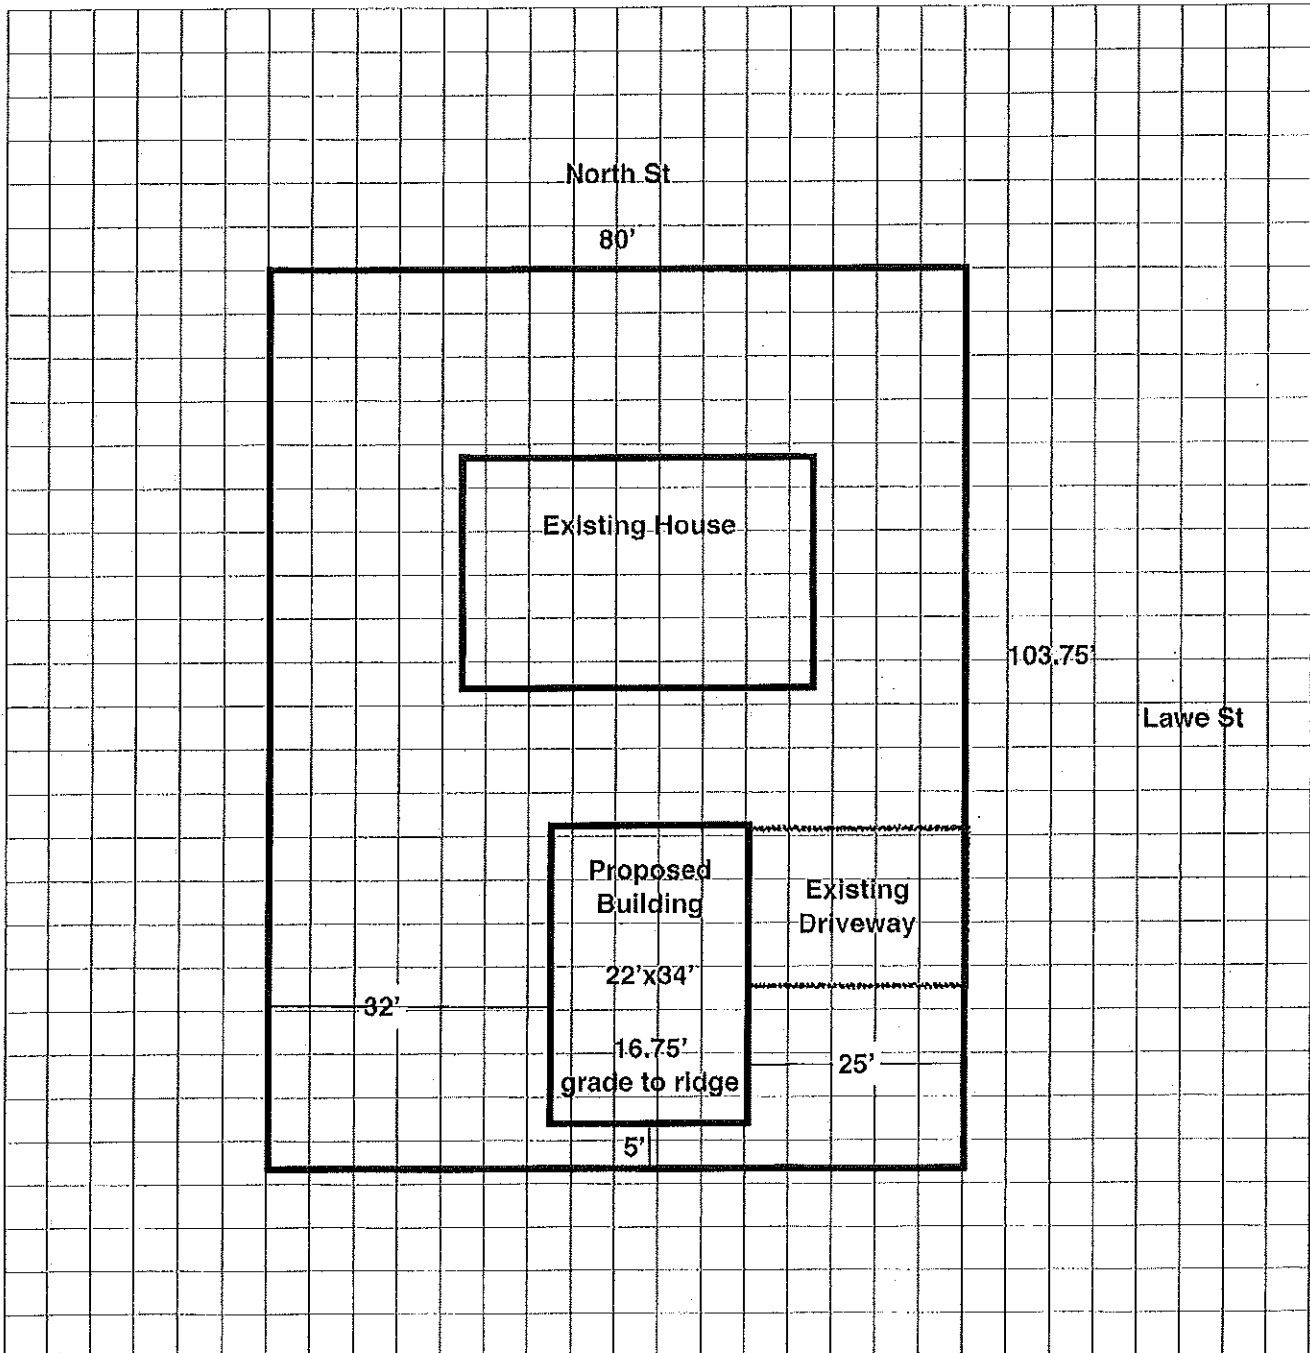 North St
80'
Existing House
103.75'
Lawe St
Proposed
Building
Existing
Driveway
22'x34'
32'
16.75'
grade to ridge
25'
5'